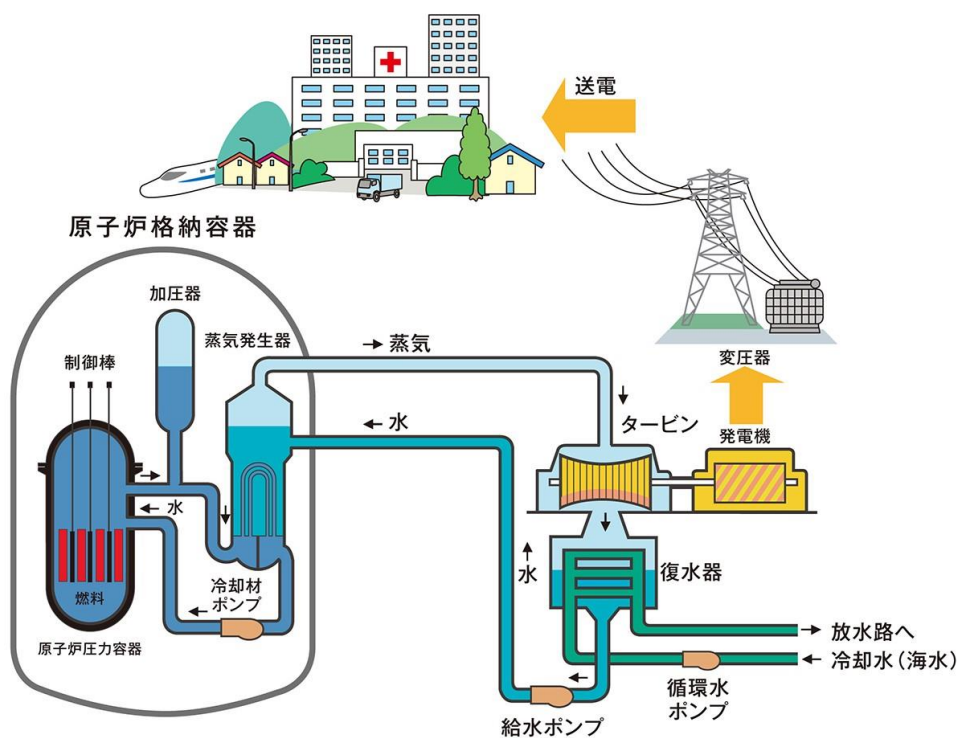 送電
原子炉格納容器
加圧器
蒸気発生器
制御棒
蒸気
水
変圧器
タービン
発電機
水
燃料
原子炉圧力容器
冷却材
ポンプ
水
復水器
放水路へ
冷却水(海水)
循環水
ポンプ
給水ポンプ